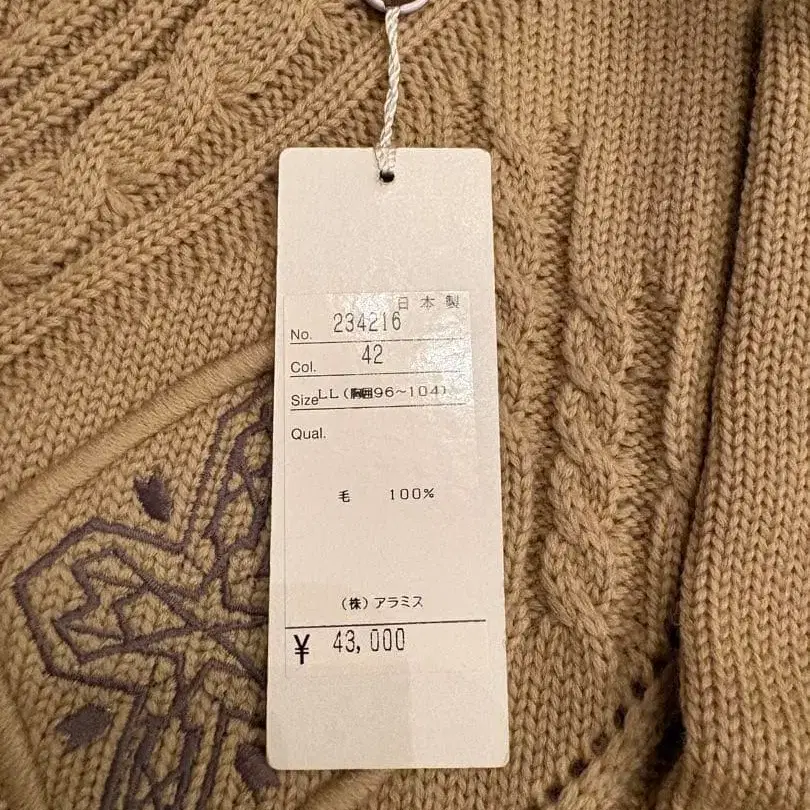 日本製
No. 234216
Col. 42
Size LL(胸囲96～104)
Qual.
毛 100%
(株)アラミス
¥ 43,000